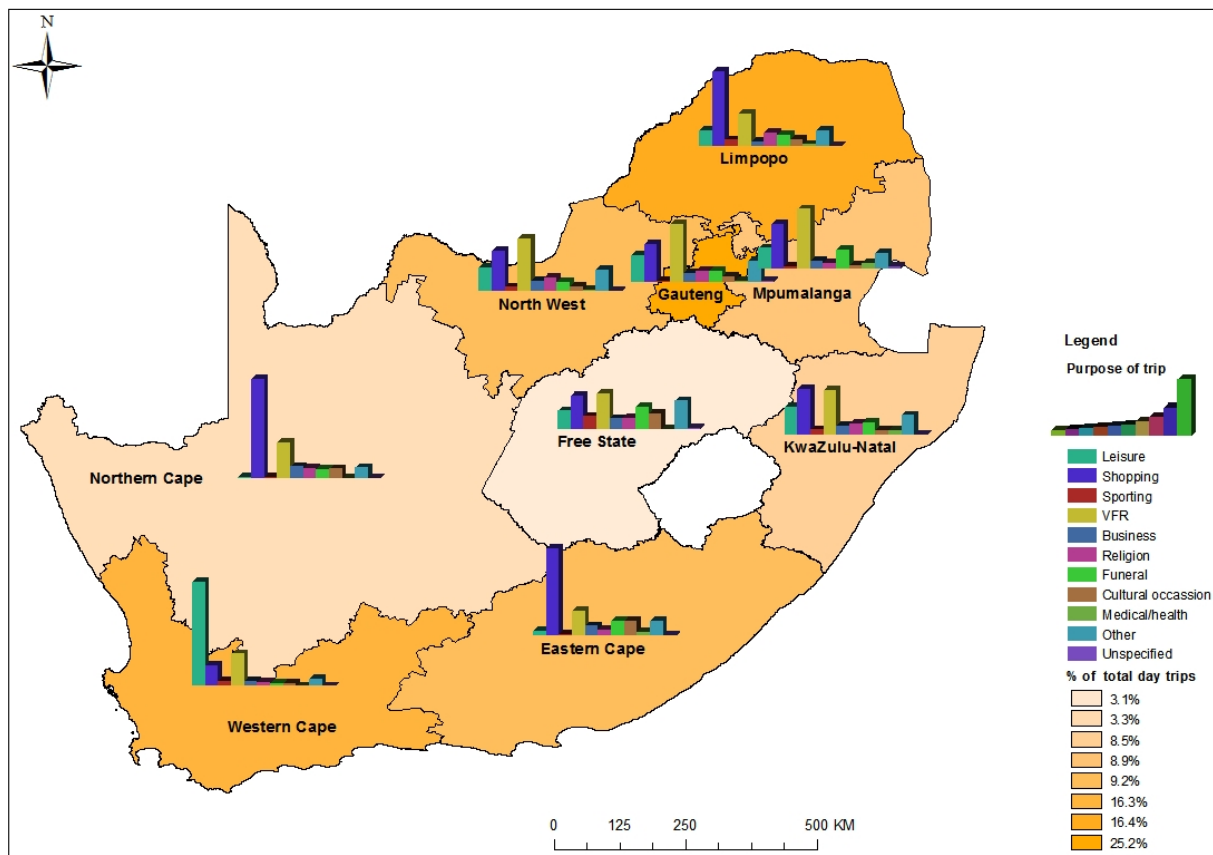 N
Limpopo
North West
Gauteng
Mpumalanga
Free State
KwaZulu-Natal
Northern Cape
Eastern Cape
Western Cape
Legend
Purpose of trip
Leisure
Shopping
Sporting
VFR
Business
Religion
Funeral
Cultural occassion
Medical/health
Other
Unspecified
% of total day trips
3.1%
3.3%
8.5%
8.9%
9.2%
16.3%
16.4%
25.2%
0 125 250 500 KM